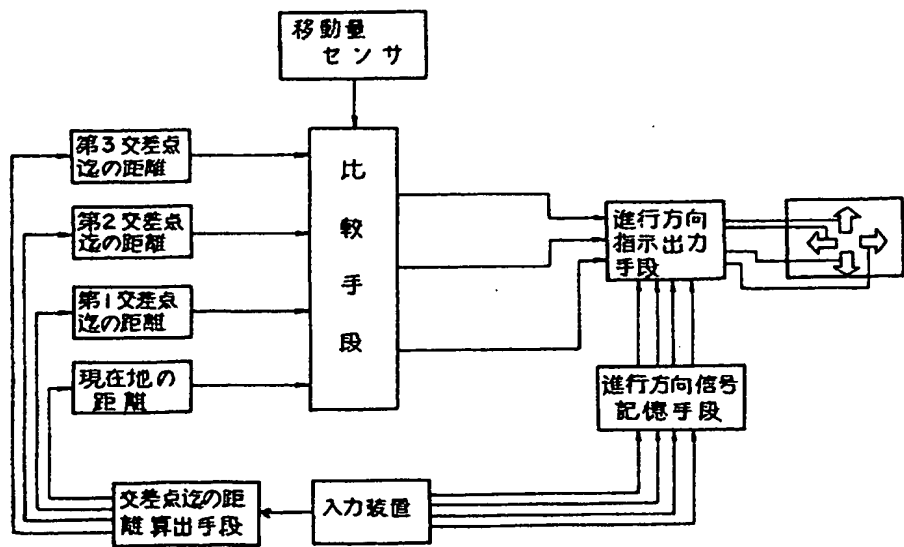 移動量
センサ
第3交差点
迄の距離
第2交差点
迄の距離
第1交差点
迄の距離
現在地の
距離
比較手段
進行方向
指示出力
手段
進行方向信号
記憶手段
交差点迄の距
離算出手段
入力装置